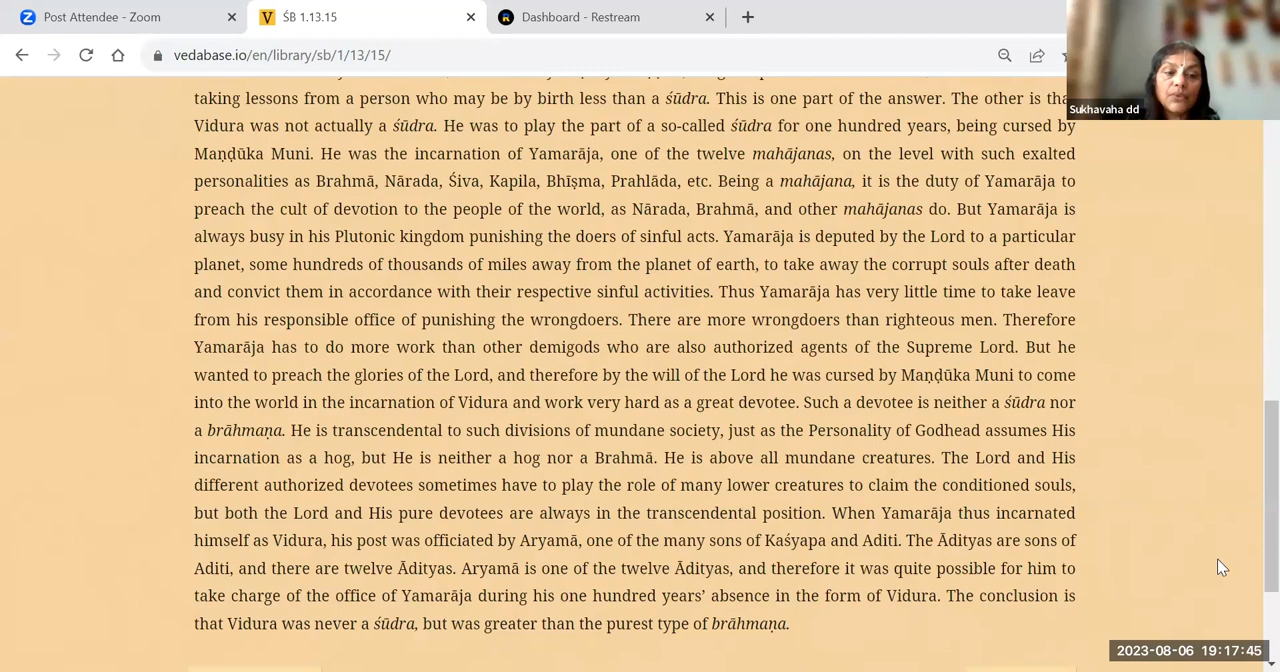 Post Attendee - Zoom
ŚB 1.13.15
Dashboard - Restream
vedabase.io/en/library/sb/1/13/15/
Sukhavaha dd
taking lessons from a person who may be by birth less than a śūdra. This is one part of the answer. The other is
Vidura was not actually a śūdra. He was to play the part of a so-called śūdra for one hundred years, being cursed by
Maṇḍūka Muni. He was the incarnation of Yamarāja, one of the twelve mahājanas, on the level with such exalted
personalities as Brahmā, Nārada, Śiva, Kapila, Bhīṣma, Prahlāda, etc. Being a mahājana, it is the duty of Yamarāja to
preach the cult of devotion to the people of the world, as Nārada, Brahmā, and other mahājanas do. But Yamarāja is
always busy in his Plutonic kingdom punishing the doers of sinful acts. Yamarāja is deputed by the Lord to a particular
planet, some hundreds of thousands of miles away from the planet of earth, to take away the corrupt souls after death
and convict them in accordance with their respective sinful activities. Thus Yamarāja has very little time to take leave
from his responsible office of punishing the wrongdoers. There are more wrongdoers than righteous men. Therefore
Yamarāja has to do more work than other demigods who are also authorized agents of the Supreme Lord. But he
wanted to preach the glories of the Lord, and therefore by the will of the Lord he was cursed by Maṇḍūka Muni to come
into the world in the incarnation of Vidura and work very hard as a great devotee. Such a devotee is neither a śūdra nor
a brāhmaṇa. He is transcendental to such divisions of mundane society, just as the Personality of Godhead assumes His
incarnation as a hog, but He is neither a hog nor a Brahmā. He is above all mundane creatures. The Lord and His
different authorized devotees sometimes have to play the role of many lower creatures to claim the conditioned souls,
but both the Lord and His pure devotees are always in the transcendental position. When Yamarāja thus incarnated
himself as Vidura, his post was officiated by Aryamā, one of the many sons of Kaśyapa and Aditi. The Ādityas are sons of
Aditi, and there are twelve Ādityas. Aryamā is one of the twelve Ādityas, and therefore it was quite possible for him to
take charge of the office of Yamarāja during his one hundred years’ absence in the form of Vidura. The conclusion is
that Vidura was never a śūdra, but was greater than the purest type of brāhmaṇa.
2023-08-06 19:17:45